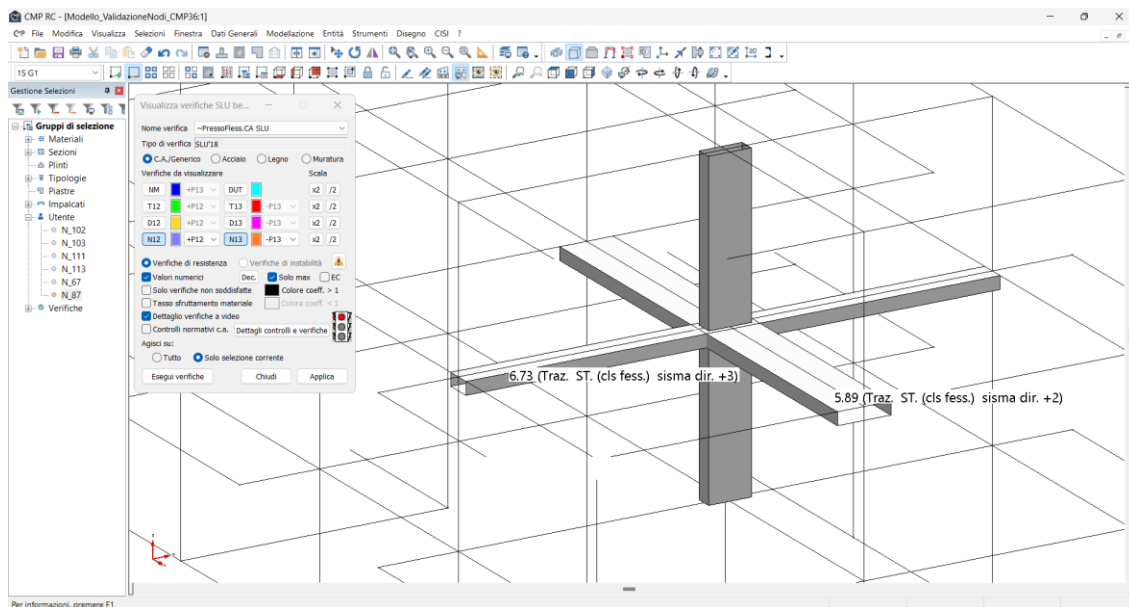 CMP RC - [Modello_ValidazioneNodi_CMP36:1]
File Modifica Visualizza Selezioni Finestra Dati Generali Modellazione Entità Strumenti Disegno CISI ?
1S G1
Gestione Selezioni
Gruppi di selezione
Materiali
Sezioni
Plinti
Tipologie
Piastre
Impalcati
Utente
N_102
N_103
N_111
N_113
N_67
N_87
Verifiche
Visualizza verifiche SLU be...
Nome verifica ~PressoFless.CA SLU
Tipo di verifica SLU'18
C.A./Generico Acciaio Legno Muratura
Verifiche da visualizzare Scala
NM +P13 DUT x2 /2
T12 +P12 T13 -P13 x2 /2
D12 +P12 D13 -P13 x2 /2
N12 +P12 N13 -P13 x2 /2
Verifiche di resistenza Verifiche di instabilità
Valori numerici Dec. Solo max EC
Solo verifiche non soddisfatte Colore coeff. > 1
Tasso sfruttamento materiale Colore coeff. < 1
Dettaglio verifiche a video
Controlli normativi c.a. Dettagli controlli e verifiche
Agisci su:
Tutto Solo selezione corrente
Esegui verifiche Chiudi Applica
6.73 (Traz. ST. (cls fess.) sisma dir. +3)
5.89 (Traz. ST. (cls fess.) sisma dir. +2)
Per informazioni, premere F1